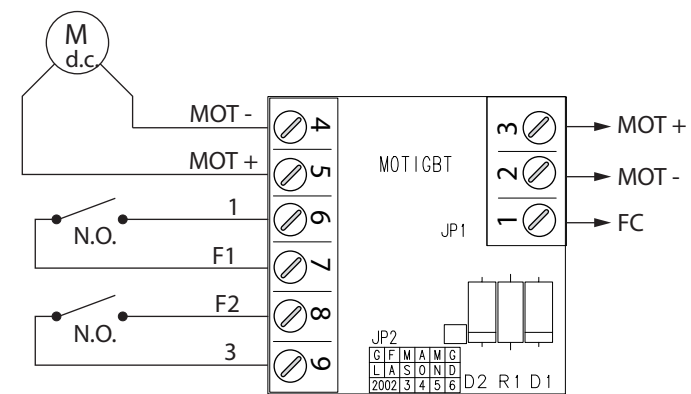 M
d.c.
MOT -
MOT +
1
N.O.
F1
F2
N.O.
3
4
5
6
7
8
9
MOTIGBT
JP1
3
2
1
MOT +
MOT -
FC
JP2
G F M A M G
L A S O N D
2002 3 4 5 6
D2 R1 D1